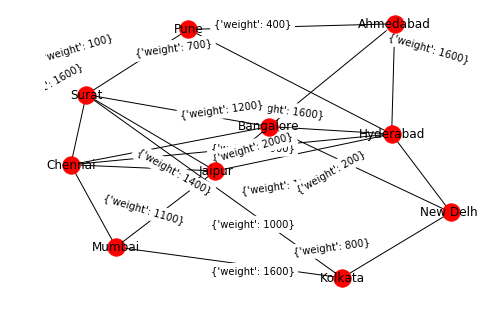 Pune
{'weight': 400}
Ahmedabad
'weight': 100}
{'weight': 700}
{'weight': 1600}
': 1600}
Surat
{'weight': 1200}
ght': 1600}
Bangalore
Hyderabad
{'weight': 2000}
Chennai
{'weight': 1400}
Jaipur
{'weight': 200}
{'weight': 1
{'weight': 1100}
New Delh
{'weight': 1000}
Mumbai
{'weight': 800}
{'weight': 1600}
Kolkata